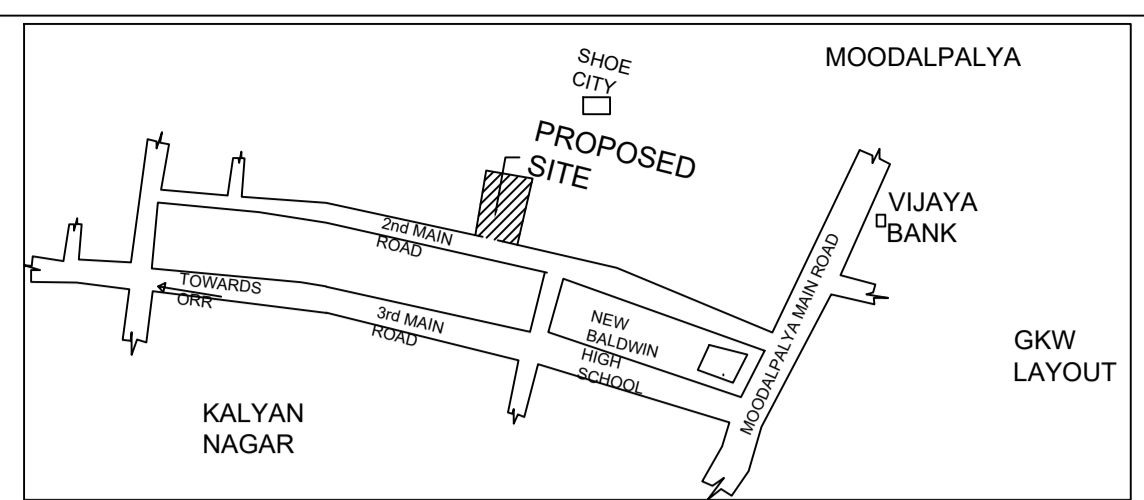 MOODALPALYA
SHOE
CITY
PROPOSED
SITE
VIJAYA
BANK
2nd MAIN
ROAD
TOWARDS
ORR
3rd MAIN
ROAD
NEW
BALDWIN
HIGH
SCHOOL
MOODALPALYA MAIN ROAD
GKW
LAYOUT
KALYAN
NAGAR